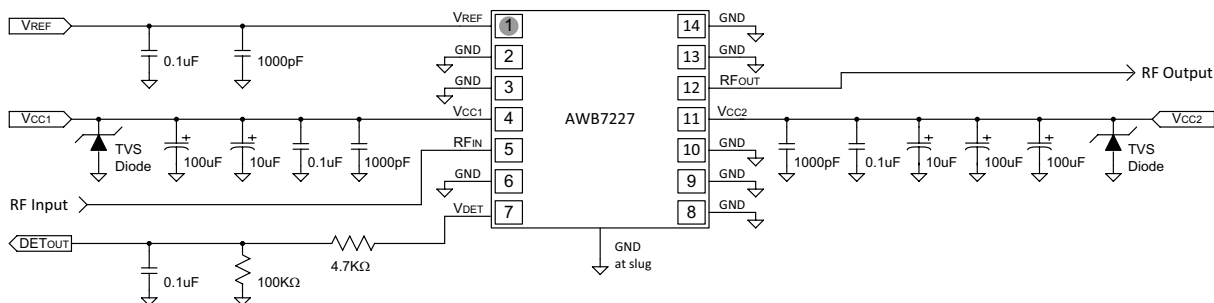 VREF
VREF
1
14
GND
0.1uF
1000pF
GND
2
13
GND
GND
3
12
RFOUT
RF Output
VCC1
VCC1
4
AWB7227
11
VCC2
VCC2
TVS
Diode
100uF
10uF
0.1uF
1000pF
RFIN
5
10
GND
1000pF
0.1uF
10uF
100uF
100uF
TVS
Diode
GND
6
9
GND
RF Input
VDET
7
8
GND
DETOUT
4.7KΩ
GND
at slug
0.1uF
100KΩ